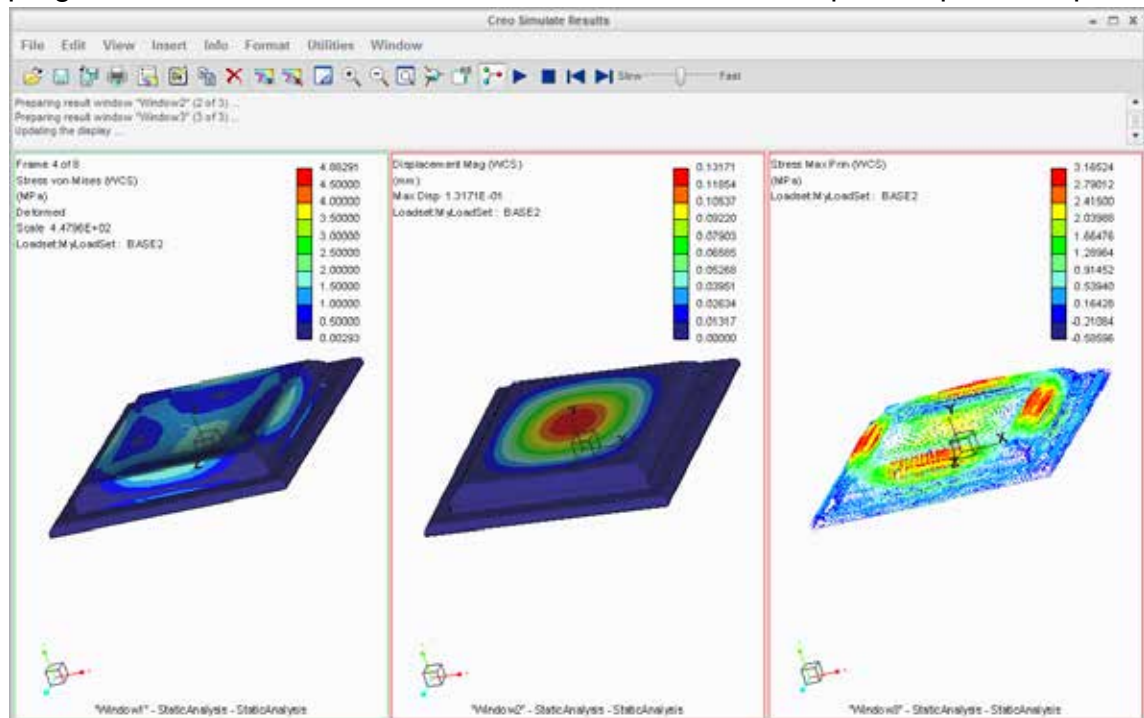 Creo Simulate Results
File Edit View Insert Info Format Utilities Window
Slow Fast
Preparing result window "Window2" (2 of 3) ...
Preparing result window "Window3" (3 of 3) ...
Updating the display ...
Frame 4 of 8
Stress von Mises (WCS)
(MPa)
Deformed
Scale 4.4796E+02
Loadset:MyLoadSet : BASE2
4.50000
4.00000
3.50000
3.00000
2.50000
2.00000
1.50000
1.00000
0.50000
0.00293
Displacement Mag (WCS)
(mm)
Max Disp 1.3171E-01
Loadset:MyLoadSet : BASE2
0.13171
0.11854
0.10537
0.09220
0.07903
0.06585
0.05268
0.03951
0.02634
0.01317
0.00000
Stress Max Prin (WCS)
(MPa)
Loadset:MyLoadSet : BASE2
3.16524
2.79012
2.41500
2.03988
1.66476
1.28964
0.91452
0.53940
0.16428
-0.21084
-0.58596
Y
X
Z
"Window1" - StaticAnalysis - StaticAnalysis
"Window2" - StaticAnalysis - StaticAnalysis
"Window3" - StaticAnalysis - StaticAnalysis